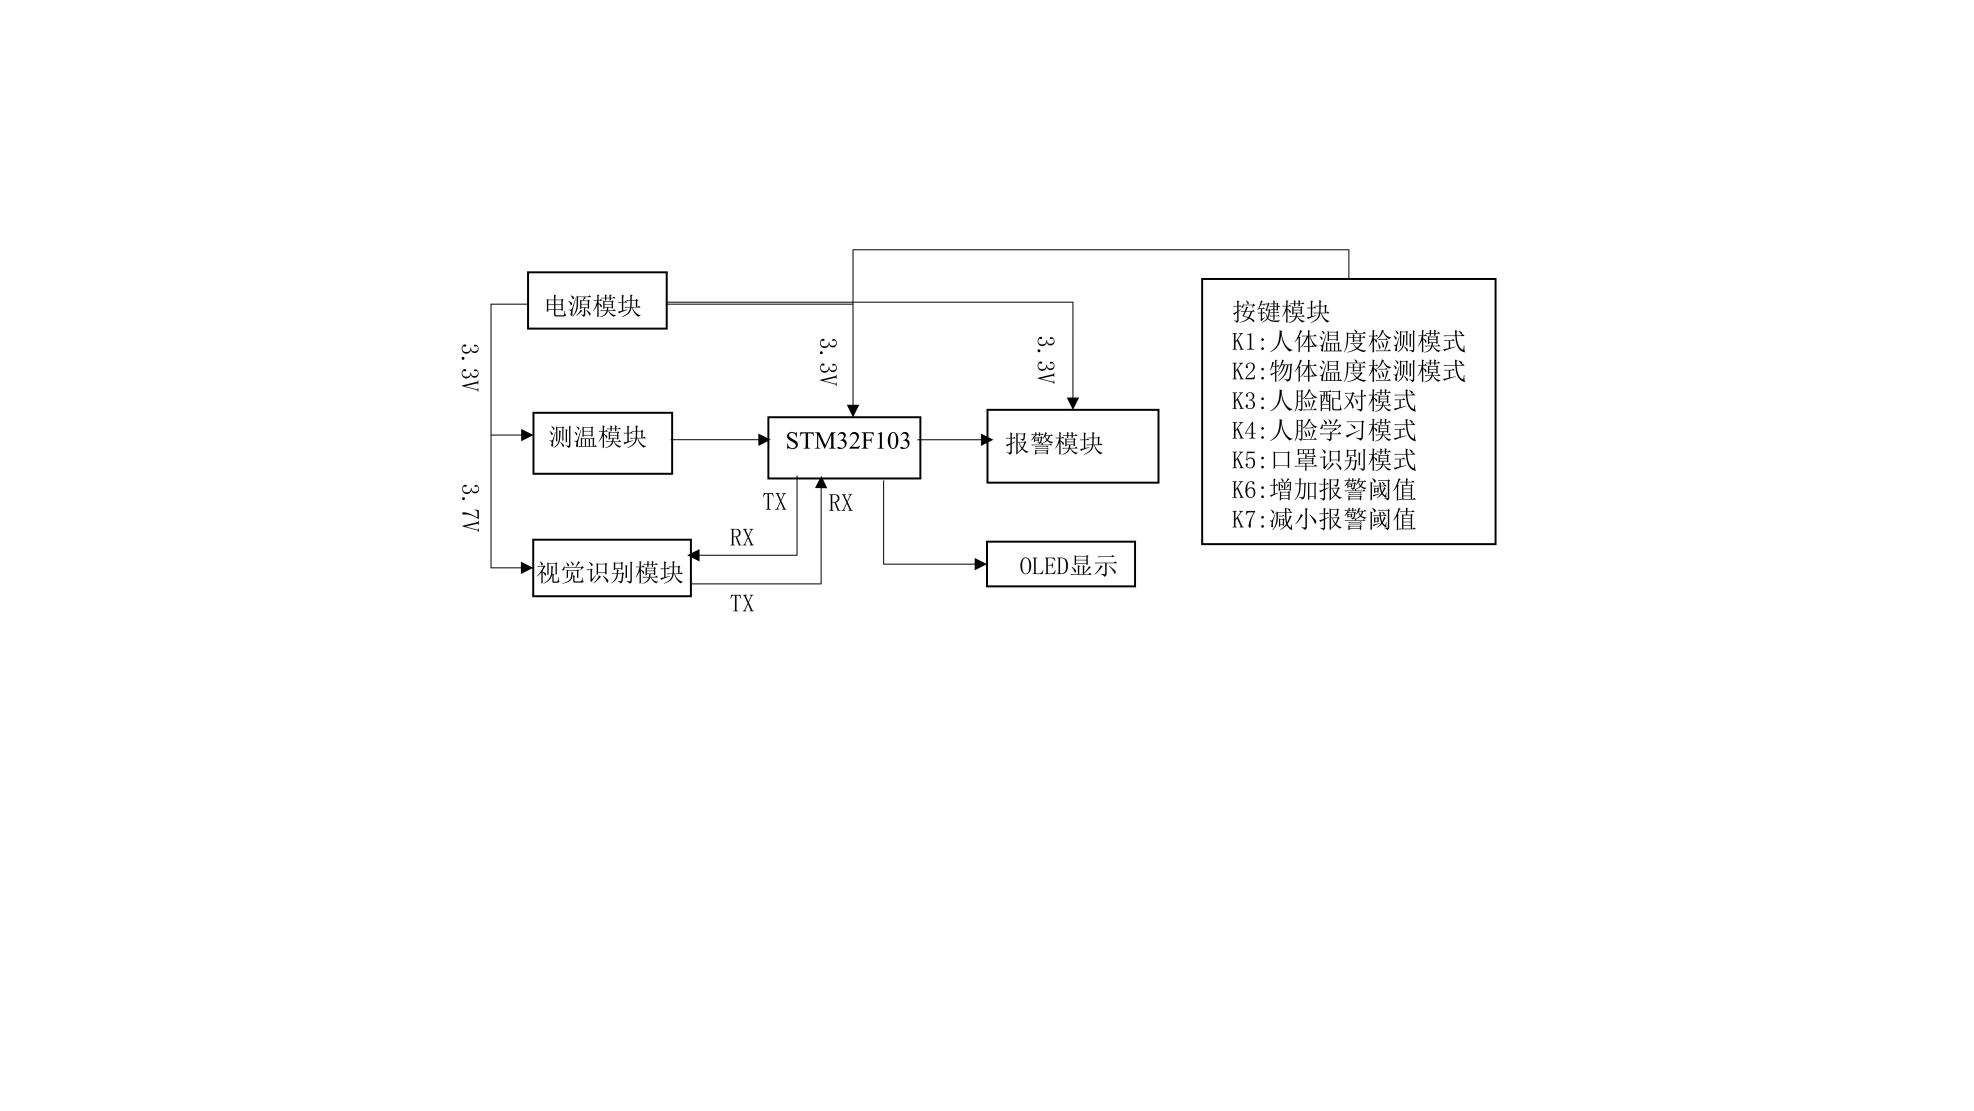 电源模块
按键模块
K1:人体温度检测模式
K2:物体温度检测模式
K3:人脸配对模式
K4:人脸学习模式
K5:口罩识别模式
K6:增加报警阈值
K7:减小报警阈值
3.3V
3.3V
3.3V
测温模块
STM32F103
报警模块
3.7V
TX
RX
RX
视觉识别模块
OLED显示
TX